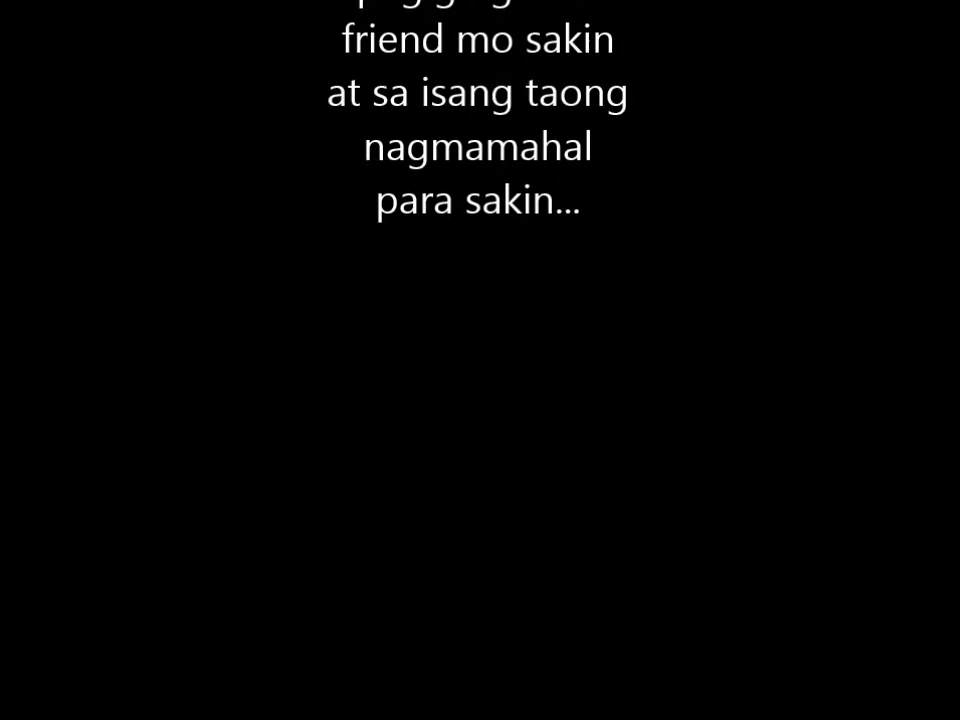 friend mo sakin
at sa isang taong
nagmamahal
para sakin...